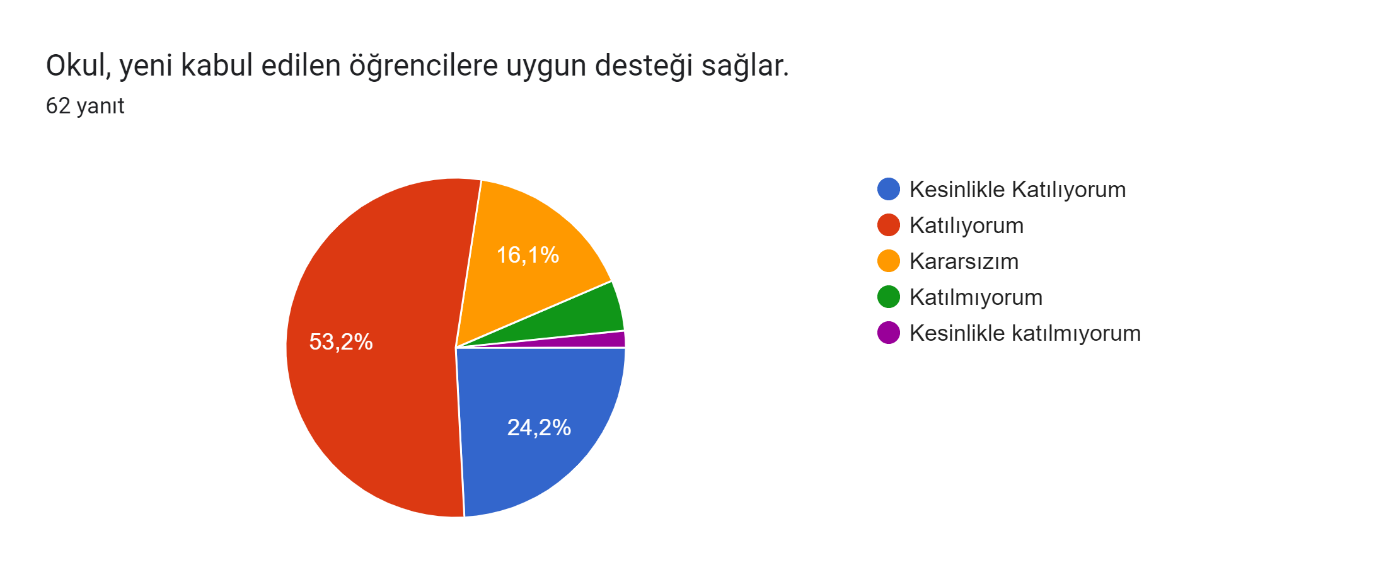 Okul, yeni kabul edilen öğrencilere uygun desteği sağlar.
62 yanıt
Kesinlikle Katılıyorum
Katılıyorum
Kararsızım
Katılmıyorum
Kesinlikle katılmıyorum
16,1%
53,2%
24,2%